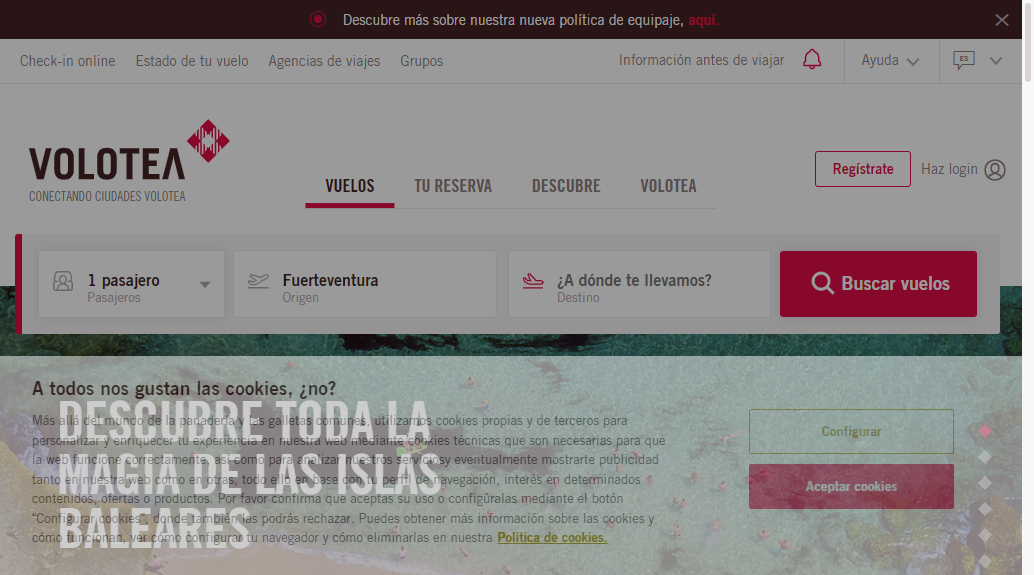 Descubre más sobre nuestra nueva política de equipaje, aquí.
Check-in online Estado de tu vuelo Agencias de viajes Grupos Información antes de viajar Ayuda ES
VOLOTEA
CONECTANDO CIUDADES VOLOTEA
VUELOS TU RESERVA DESCUBRE VOLOTEA
Regístrate Haz login
1 pasajero
Pasajeros
Fuerteventura
Origen
¿A dónde te llevamos?
Destino
Buscar vuelos
A todos nos gustan las cookies, ¿no?
Más allá del mundo de la panadería y las galletas comunes, utilizamos cookies propias y de terceros para
personalizar y enriquecer tu experiencia en nuestra web mediante cookies técnicas que son necesarias para que
la web funcione correctamente, así como para analizar nuestros serviciosy eventualmente mostrarte publicidad
tanto en nuestra web como en otras, todo ello en base con tu perfil de navegación, interés en determinados
contenidos, ofertas o productos. Por favor confirma que aceptas su uso o configúralas mediante el botón
“Configurar cookies”, donde también las podrás rechazar. Puedes obtener más información sobre las cookies y
cómo funcionan, ver cómo configurar tu navegador y cómo eliminarlas en nuestra Política de cookies.
Configurar
Aceptar cookies
DESCUBRE TODA LA
MAGIA DE LAS ISLAS
BALEARES